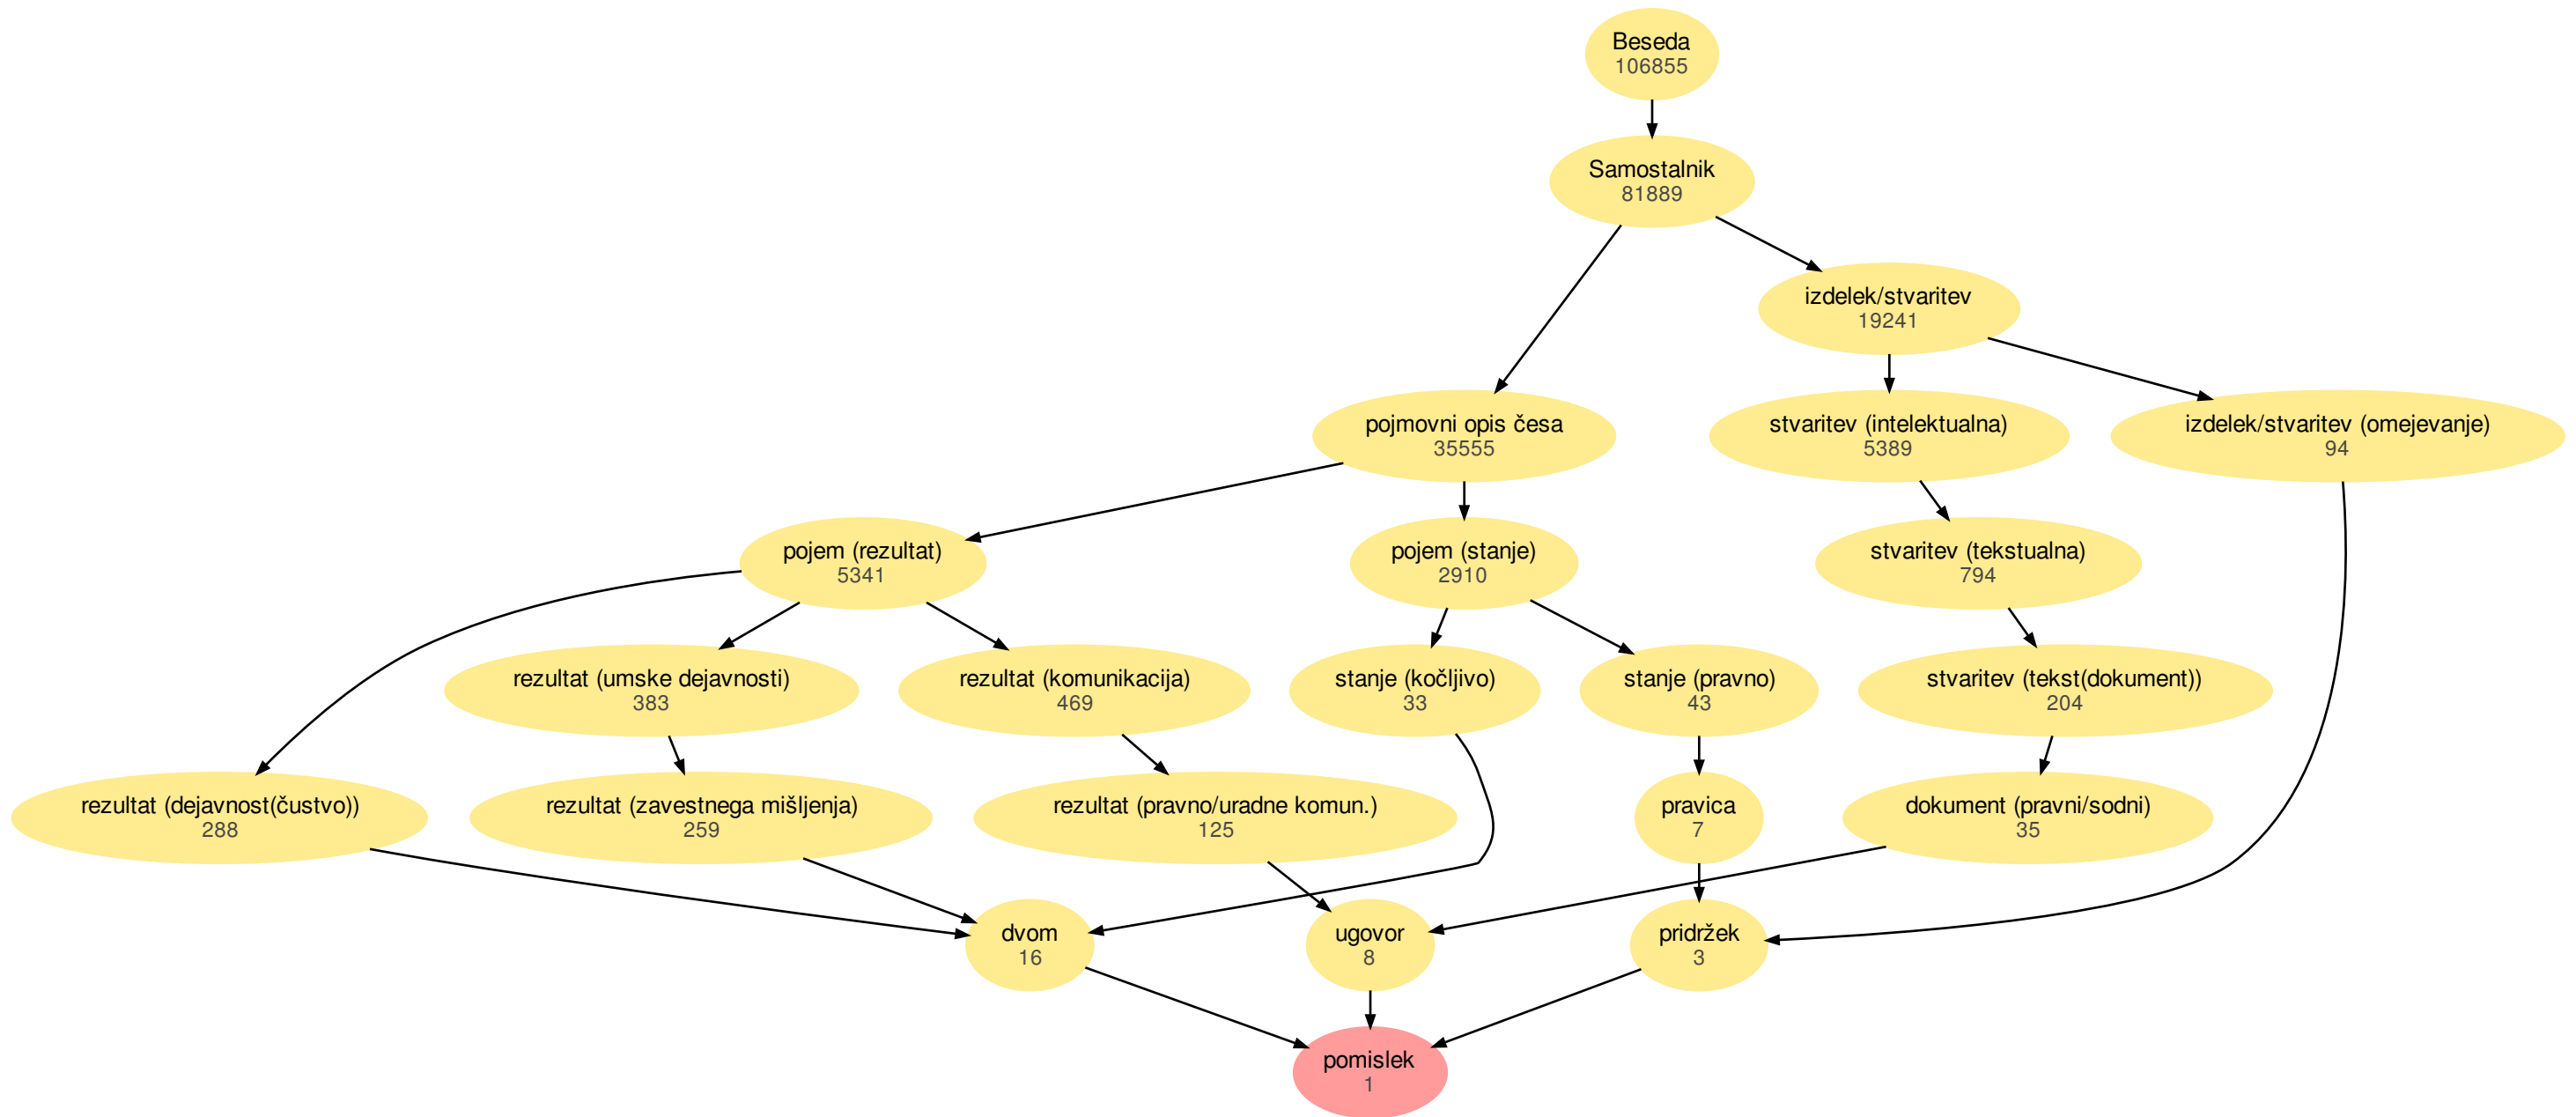 Beseda
106855
Samostalnik
81889
izdelek/stvaritev
19241
pojmovni opis česa
35555
stvaritev (intelektualna)
5389
izdelek/stvaritev (omejevanje)
94
pojem (rezultat)
5341
pojem (stanje)
2910
stvaritev (tekstualna)
794
rezultat (umske dejavnosti)
383
rezultat (komunikacija)
469
stanje (kočljivo)
33
stanje (pravno)
43
stvaritev (tekst(dokument))
204
rezultat (dejavnost(čustvo))
288
rezultat (zavestnega mišljenja)
259
rezultat (pravno/uradne komun.)
125
pravica
7
dokument (pravni/sodni)
35
dvom
16
ugovor
8
pridržek
3
pomislek
1